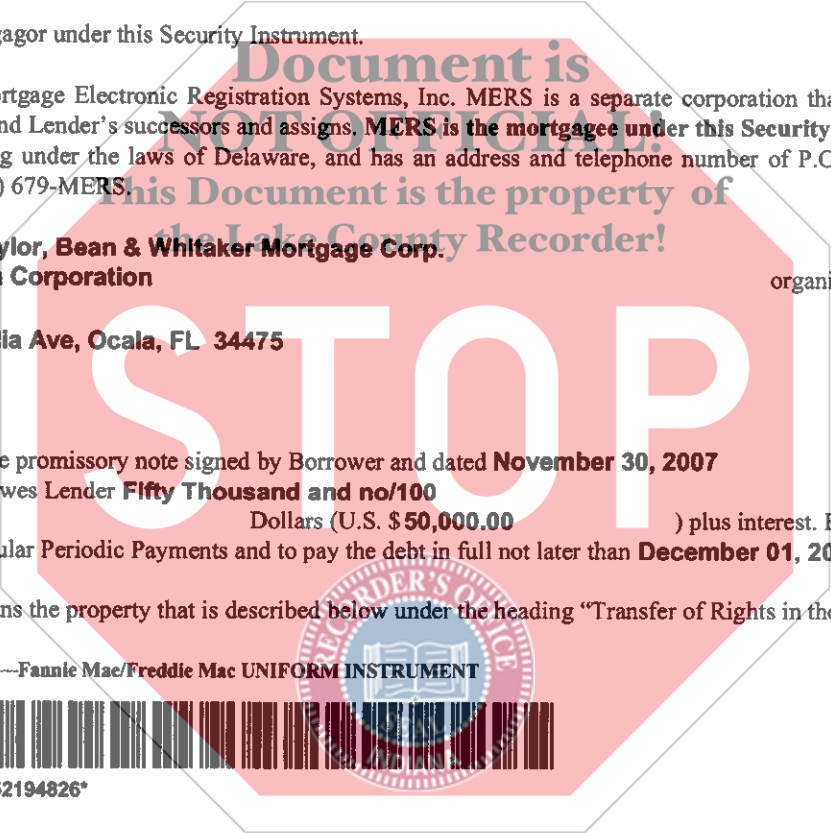 gagor under this Security Instrument.
Document is
rtgage Electronic Registration Systems, Inc. MERS is a separate corporation tha
NOT OFFICIAL!
nd Lender's successors and assigns. MERS is the mortgagee under this Security
g under the laws of Delaware, and has an address and telephone number of P.O
) 679-MERS.
This Document is the property of
the Lake County Recorder!
ylor, Bean & Whitaker Mortgage Corp.
Corporation
organi
ia Ave, Ocala, FL 34475
STOP
e promissory note signed by Borrower and dated November 30, 2007
wes Lender Fifty Thousand and no/100
Dollars (U.S. $50,000.00 ) plus interest.
ular Periodic Payments and to pay the debt in full not later than December 01, 20
ns the property that is described below under the heading “Transfer of Rights in the
—Fannie Mae/Freddie Mac UNIFORM INSTRUMENT
RECORDER'S OFFICE
SEAL
INDIANA
2194826*